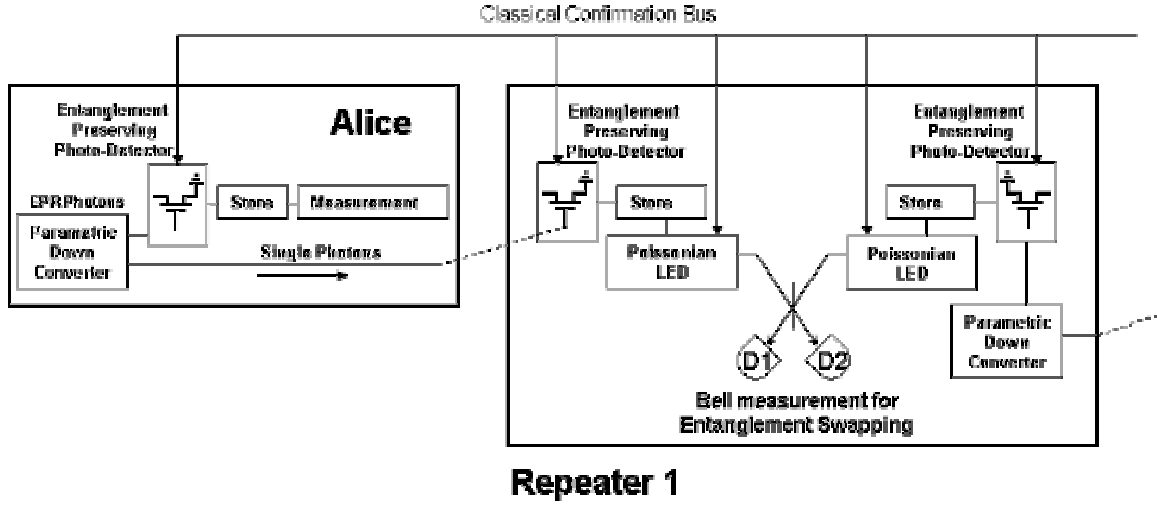 Classical Confirmation Bus
Entanglement
Preserving
Photo-Detector
Alice
EPR Photons
Store
Measurement
Parametric
Down
Converter
Single Photons
Entanglement
Preserving
Photo-Detector
Entanglement
Preserving
Photo-Detector
Store
Store
Poissonian
LED
Poissonian
LED
D1
D2
Parametric
Down
Converter
Bell measurement for
Entanglement Swapping
Repeater 1